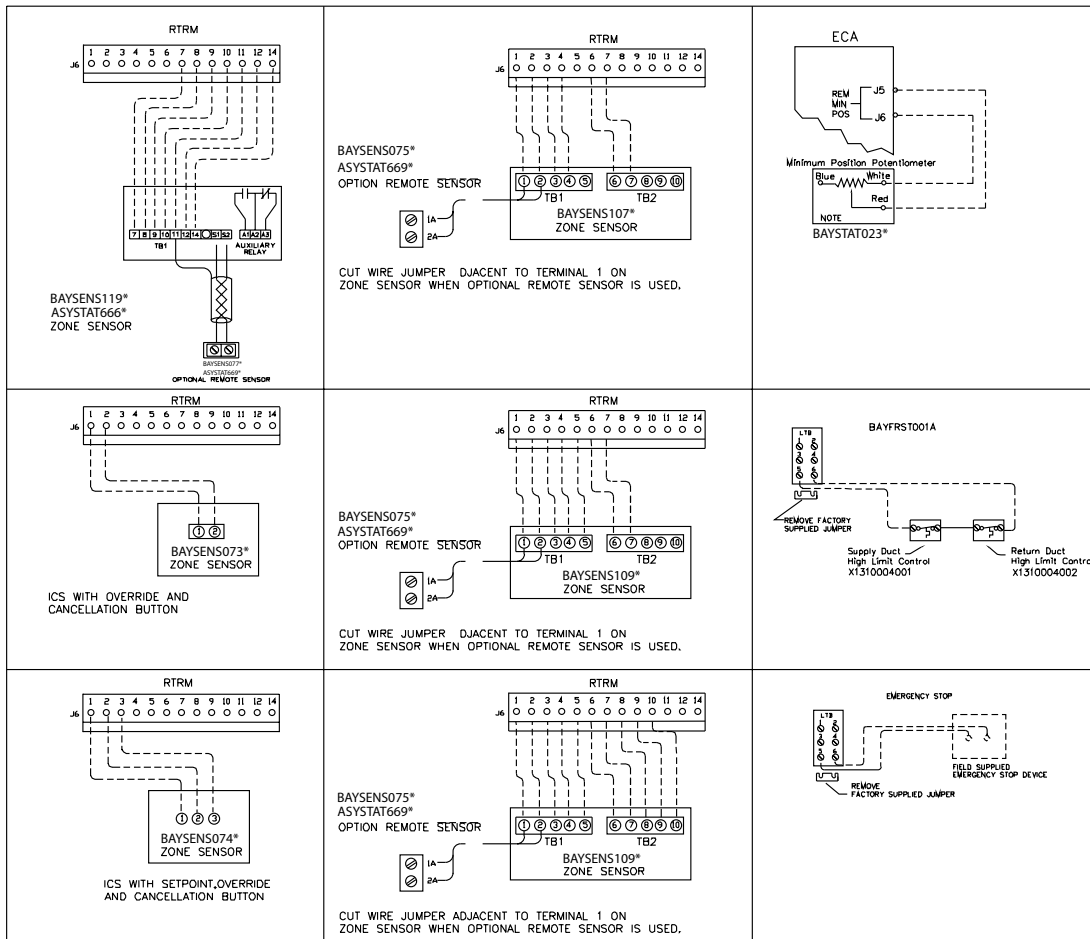 RTRM
1 2 3 4 5 6 7 8 9 10 11 12 14
J6
7 8 9 10 11 12 14 S1 S2 A1 A2 A3
TB1
AUXILIARY
RELAY
BAYSENS119*
ASYSTAT666*
ZONE SENSOR
BAYSENS077*
ASYSTAT669*
OPTIONAL REMOTE SENSOR
RTRM
1 2 3 4 5 6 7 8 9 10 11 12 14
J6
BAYSENS075*
ASYSTAT669*
OPTION REMOTE SENSOR
1 2 3 4 5 6 7 8 9 10
TB1 TB2
1A
2A
BAYSENS107*
ZONE SENSOR
CUT WIRE JUMPER DJACENT TO TERMINAL 1 ON
ZONE SENSOR WHEN OPTIONAL REMOTE SENSOR IS USED.
ECA
REM
MIN
POS
J5
J6
Minimum Position Potentiometer
Blue White
Red
NOTE
BAYSTAT023*
RTRM
1 2 3 4 5 6 7 8 9 10 11 12 14
J6
1 2
BAYSENS073*
ZONE SENSOR
ICS WITH OVERRIDE AND
CANCELLATION BUTTON
RTRM
1 2 3 4 5 6 7 8 9 10 11 12 14
J6
BAYSENS075*
ASYSTAT669*
OPTION REMOTE SENSOR
1 2 3 4 5 6 7 8 9 10
TB1 TB2
1A
2A
BAYSENS109*
ZONE SENSOR
CUT WIRE JUMPER DJACENT TO TERMINAL 1 ON
ZONE SENSOR WHEN OPTIONAL REMOTE SENSOR IS USED.
BAYFRST001A
LTB
1 2
3 4
5 6
REMOVE FACTORY
SUPPLIED JUMPER
Supply Duct
High Limit Control
X1310004001
Return Duct
High Limit Control
X1310004002
RTRM
1 2 3 4 5 6 7 8 9 10 11 12 14
J6
1 2 3
BAYSENS074*
ZONE SENSOR
ICS WITH SETPOINT,OVERRIDE
AND CANCELLATION BUTTON
RTRM
1 2 3 4 5 6 7 8 9 10 11 12 14
J6
BAYSENS075*
ASYSTAT669*
OPTION REMOTE SENSOR
1 2 3 4 5 6 7 8 9 10
TB1 TB2
1A
2A
BAYSENS109*
ZONE SENSOR
CUT WIRE JUMPER ADJACENT TO TERMINAL 1 ON
ZONE SENSOR WHEN OPTIONAL REMOTE SENSOR IS USED.
EMERGENCY STOP
LTB
1 2
3 4
5 6
REMOVE
FACTORY SUPPLIED JUMPER
FIELD SUPPLIED
EMERGENCY STOP DEVICE